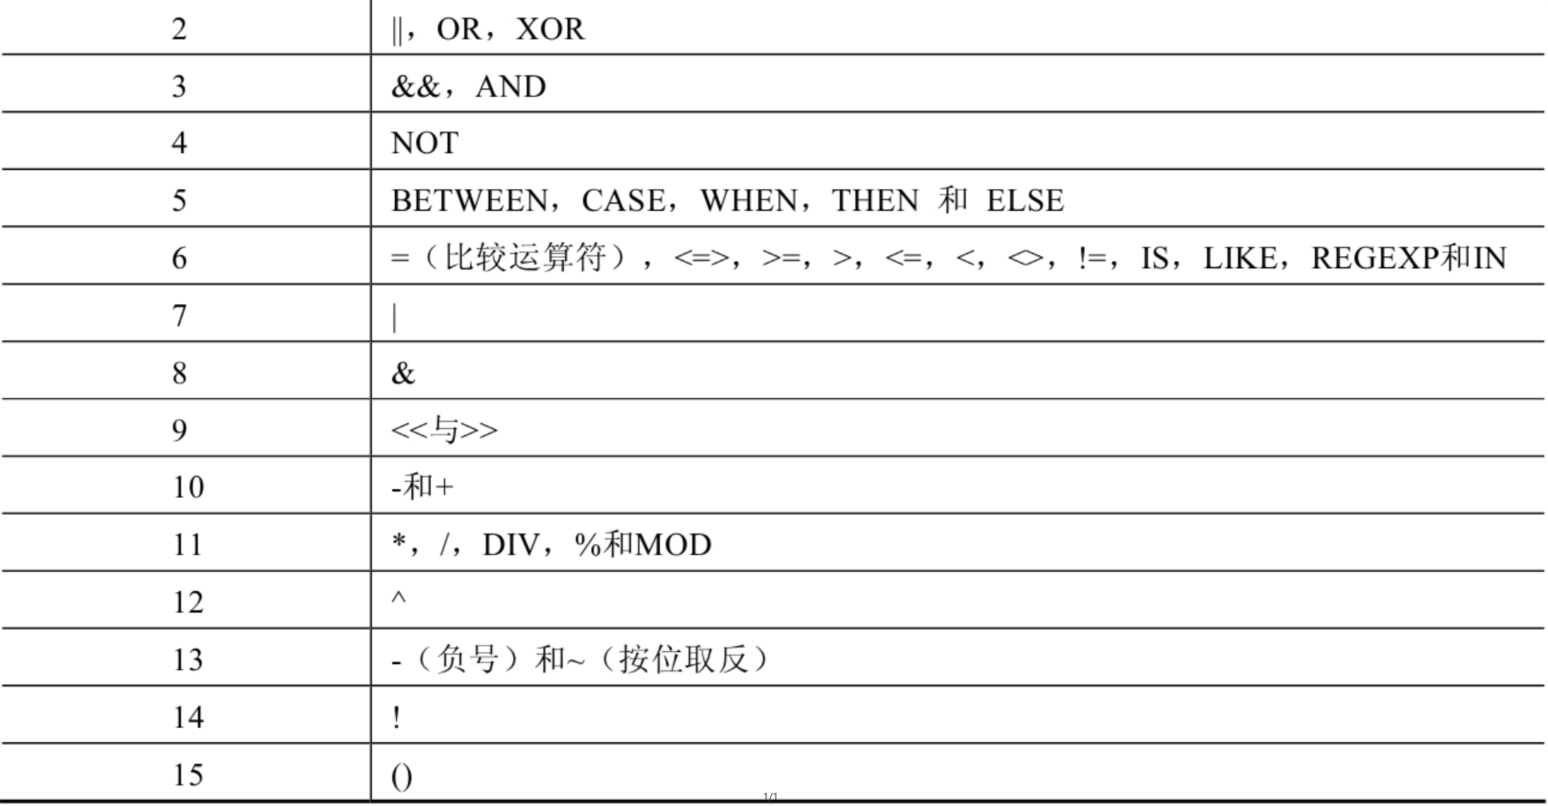 2 ||，OR，XOR
3 &&，AND
4 NOT
5 BETWEEN，CASE，WHEN，THEN 和 ELSE
6 =（比较运算符），<=>，>=，>，<=，<，<>，!=，IS，LIKE，REGEXP和IN
7 |
8 &
9 <<与>>
10 -和+
11 *，/，DIV，%和MOD
12 ^
13 -（负号）和~（按位取反）
14 !
15 ()
1/1